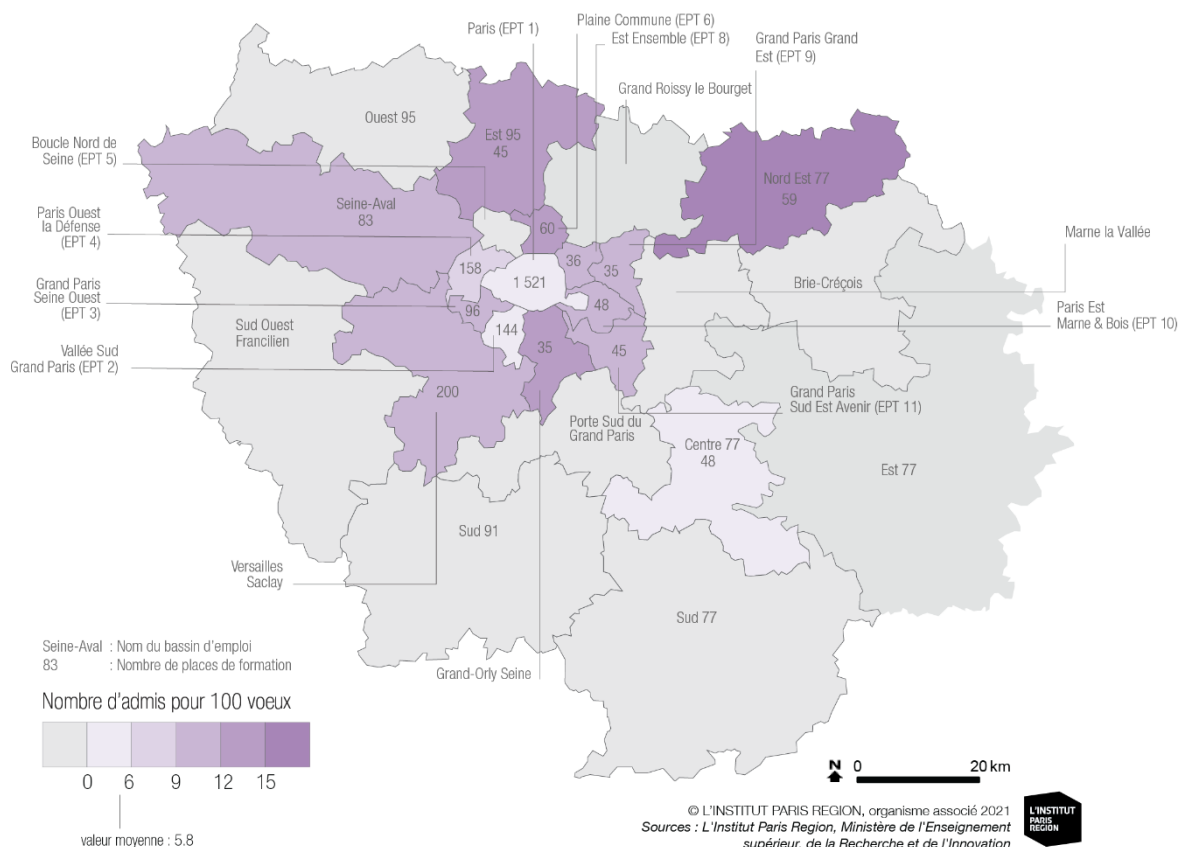 Paris (EPT 1)
Plaine Commune (EPT 6)
Est Ensemble (EPT 8)
Grand Paris Grand
Est (EPT 9)
Grand Roissy le Bourget
Ouest 95
Est 95
45
Boucle Nord de
Seine (EPT 5)
Nord Est 77
59
Seine-Aval
83
Paris Ouest
la Défense
(EPT 4)
60
Marne la Vallée
36
35
158
1 521
Grand Paris
Seine Ouest
(EPT 3)
Brie-Créçois
48
96
Paris Est
Marne & Bois (EPT 10)
Sud Ouest
Francilien
144
35
45
Vallée Sud
Grand Paris (EPT 2)
200
Grand Paris
Sud Est Avenir (EPT 11)
Porte Sud du
Grand Paris
Centre 77
48
Est 77
Sud 91
Versailles
Saclay
Sud 77
Grand-Orly Seine
Seine-Aval : Nom du bassin d'emploi
83 : Nombre de places de formation
Nombre d'admis pour 100 voeux
0 6 9 12 15
valeur moyenne : 5.8
N 0 20 km
© L'INSTITUT PARIS REGION, organisme associé 2021
Sources : L'Institut Paris Region, Ministère de l'Enseignement
supérieur, de la Recherche et de l'Innovation
L'INSTITUT
PARIS
REGION